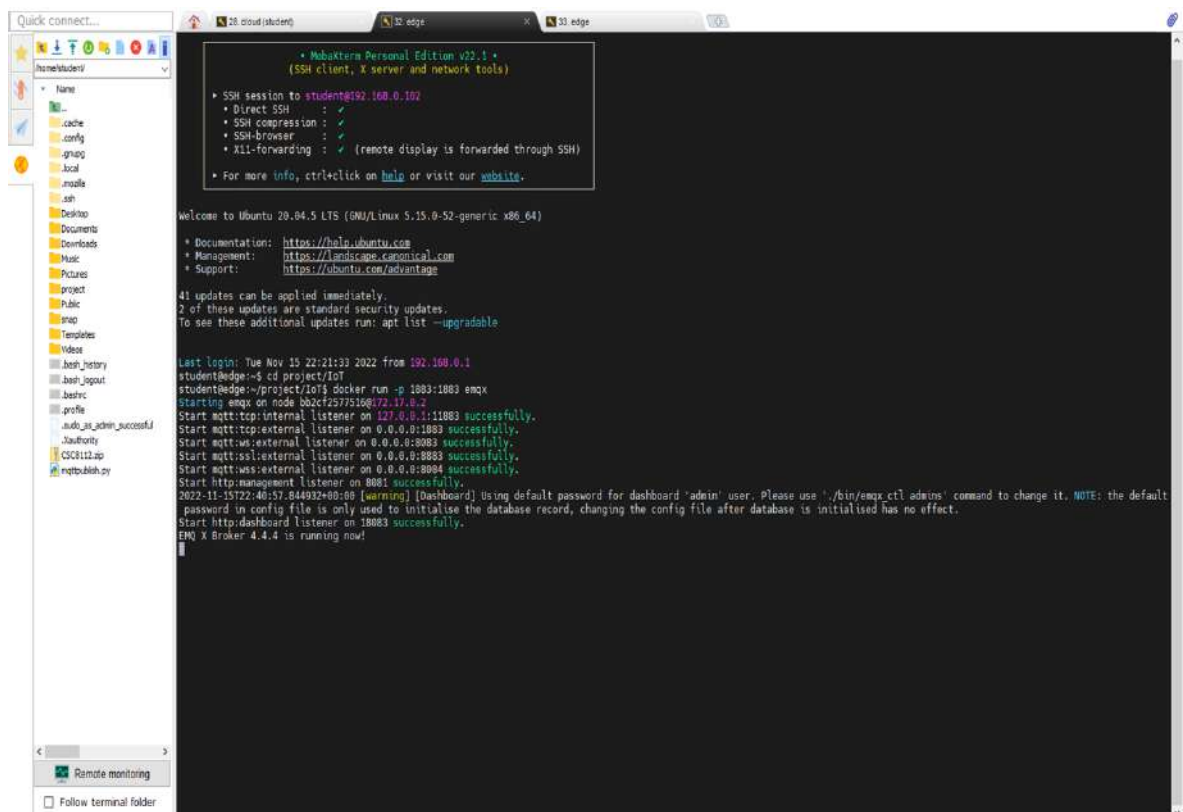 Quick connect...
28. cloud (student)
32. edge
33. edge
/home/student/
Name
..
.cache
.config
.gnupg
.local
.mozilla
.ssh
Desktop
Documents
Downloads
Music
Pictures
project
Public
snap
Templates
Videos
.bash_history
.bash_logout
.bashrc
.profile
.sudo_as_admin_successful
.Xauthority
CSC8112.zip
mqttpublish.py
Remote monitoring
Follow terminal folder
• MobaXterm Personal Edition v22.1 •
(SSH client, X server and network tools)
▸ SSH session to student@192.168.0.102
• Direct SSH : ✓
• SSH compression : ✓
• SSH-browser : ✓
• X11-forwarding : ✓ (remote display is forwarded through SSH)
▸ For more info, ctrl+click on help or visit our website.
Welcome to Ubuntu 20.04.5 LTS (GNU/Linux 5.15.0-52-generic x86_64)
* Documentation: https://help.ubuntu.com
* Management: https://landscape.canonical.com
* Support: https://ubuntu.com/advantage
41 updates can be applied immediately.
2 of these updates are standard security updates.
To see these additional updates run: apt list --upgradable
Last login: Tue Nov 15 22:21:33 2022 from 192.168.0.1
student@edge:~$ cd project/IoT
student@edge:~/project/IoT$ docker run -p 1883:1883 emqx
Starting emqx on node bb2cf2577516@172.17.0.2
Start mqtt:tcp:internal listener on 127.0.0.1:11883 successfully.
Start mqtt:tcp:external listener on 0.0.0.0:1883 successfully.
Start mqtt:ws:external listener on 0.0.0.0:8083 successfully.
Start mqtt:ssl:external listener on 0.0.0.0:8883 successfully.
Start mqtt:wss:external listener on 0.0.0.0:8084 successfully.
Start http:management listener on 8081 successfully.
2022-11-15T22:40:57.844932+00:00 [warning] [Dashboard] Using default password for dashboard 'admin' user. Please use './bin/emqx_ctl admins' command to change it. NOTE: the default
password in config file is only used to initialise the database record, changing the config file after database is initialised has no effect.
Start http:dashboard listener on 18083 successfully.
EMQ X Broker 4.4.4 is running now!